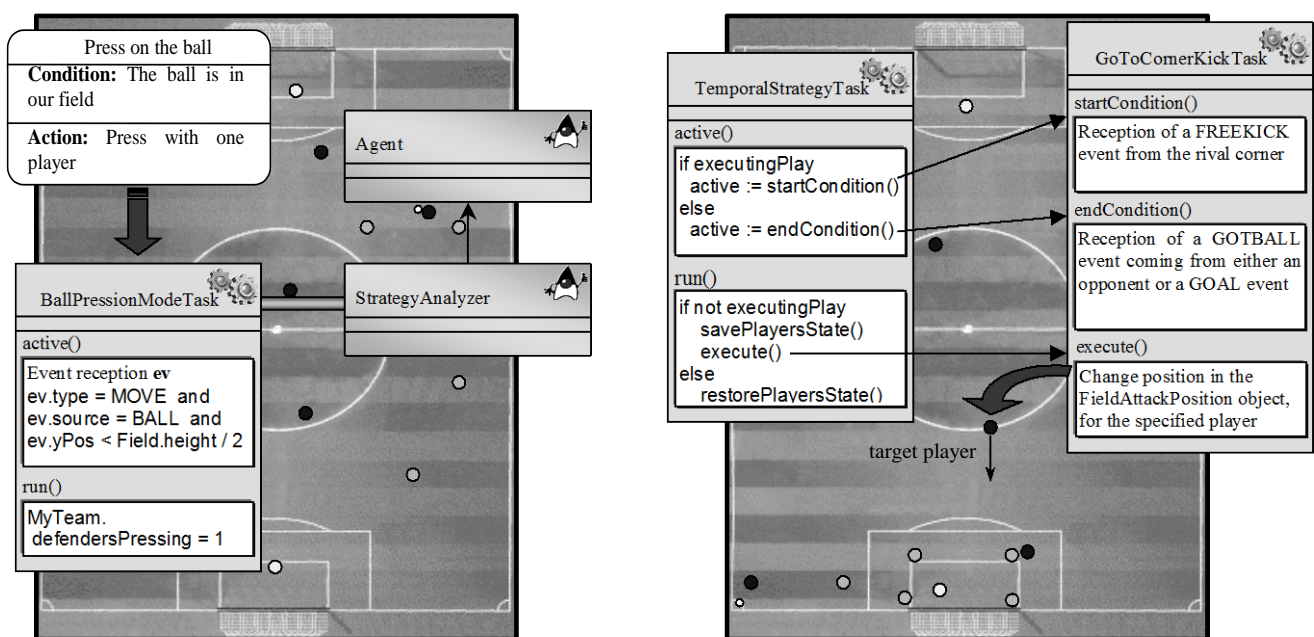 Press on the ball
Condition: The ball is in
our field
Action: Press with one
player
Agent
StrategyAnalyzer
BallPressionModeTask
active()
Event reception ev
ev.type = MOVE and
ev.source = BALL and
ev.yPos < Field.height / 2
run()
MyTeam.
defendersPressing = 1
TemporalStrategyTask
active()
if executingPlay
active := startCondition()
else
active := endCondition()
run()
if not executingPlay
savePlayersState()
execute()
else
restorePlayersState()
GoToCornerKickTask
startCondition()
Reception of a FREEKICK
event from the rival corner
endCondition()
Reception of a GOTBALL
event coming from either an
opponent or a GOAL event
execute()
Change position in the
FieldAttackPosition object,
for the specified player
target player